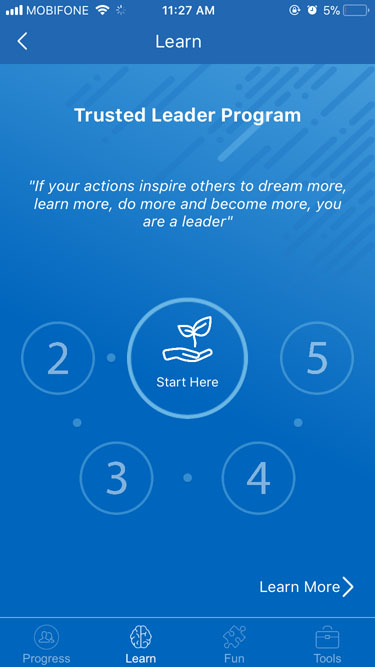 MOBIFONE 11:27 AM 5%
Learn
Trusted Leader Program
"If your actions inspire others to dream more,
learn more, do more and become more, you
are a leader"
Start Here
2
5
3
4
Learn More
Progress Learn Fun Tools